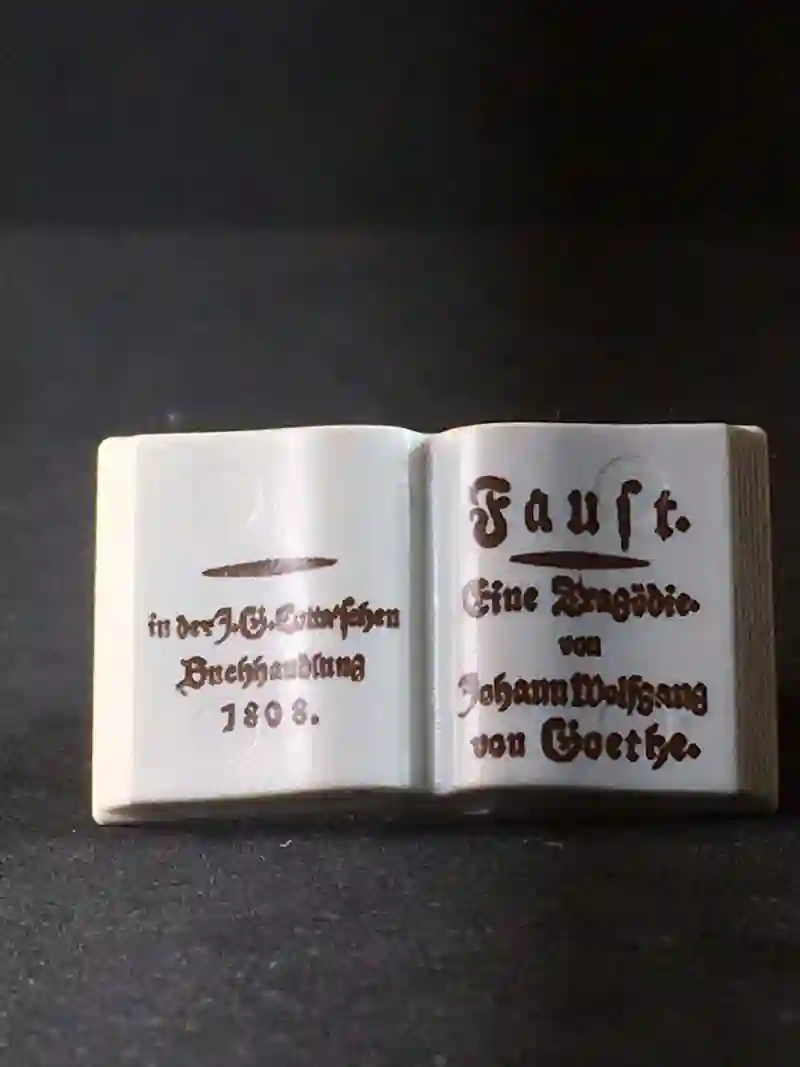 in der J.G. Cotta'schen
Buchhandlung
1808.
Fauſt.
Eine Tragödie.
von
Johann Wolfgang
von Goethe.